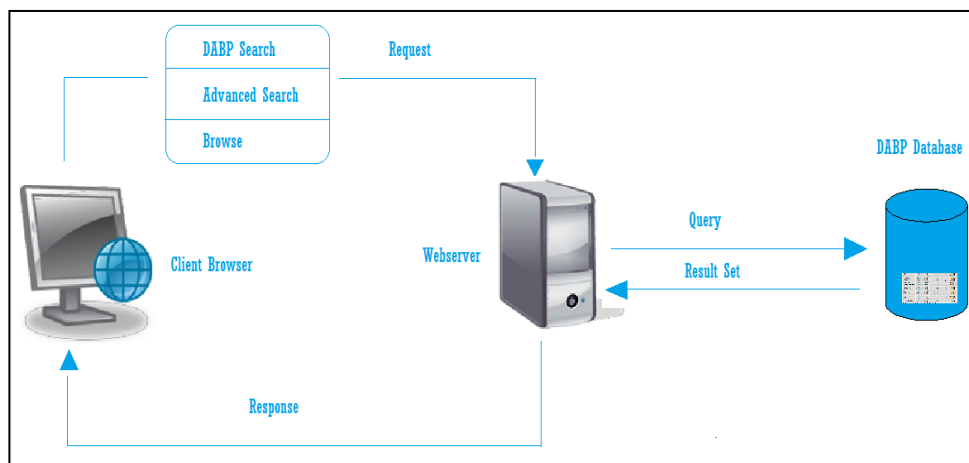 DABP Search
Request
Advanced Search
Browse
DABP Database
Query
Webserver
Client Browser
Result Set
Response